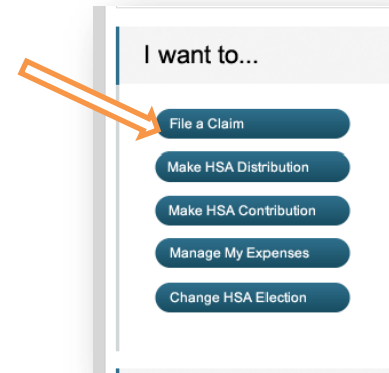 I want to...
File a Claim
Make HSA Distribution
Make HSA Contribution
Manage My Expenses
Change HSA Election